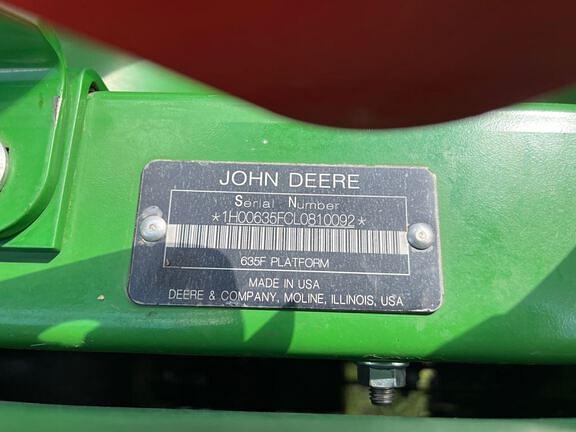 JOHN DEERE
Serial Number
*1H00635FCL0810092*
635F PLATFORM
MADE IN USA
DEERE & COMPANY, MOLINE, ILLINOIS, USA